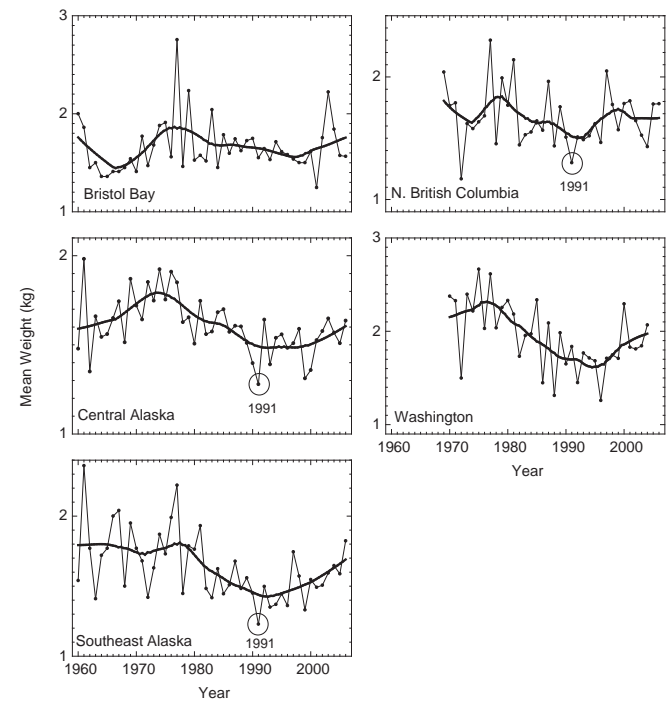 3
2
1
Bristol Bay
2
1
N. British Columbia
1991
Mean Weight (kg)
2
1
Central Alaska
1991
3
2
1
Washington
1960 1970 1980 1990 2000
Year
2
1
Southeast Alaska
1991
1960 1970 1980 1990 2000
Year